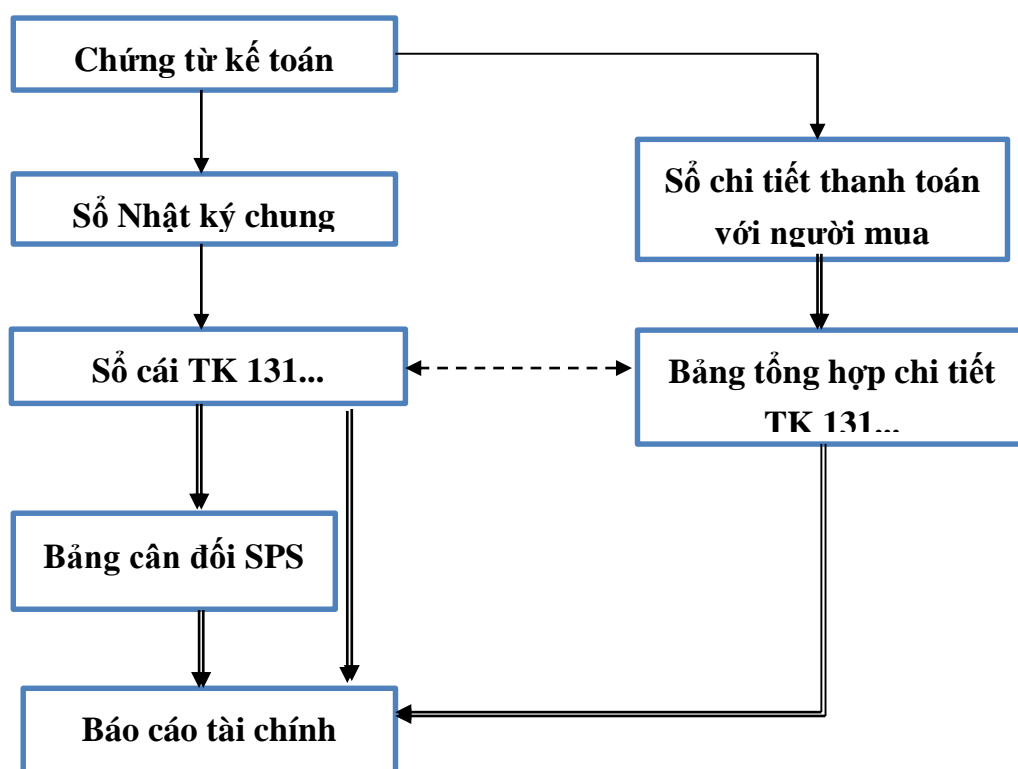 Chứng từ kế toán
Sổ Nhật ký chung
Sổ chi tiết thanh toán
với người mua
Sổ cái TK 131...
Bảng tổng hợp chi tiết
TK 131...
Bảng cân đối SPS
Báo cáo tài chính